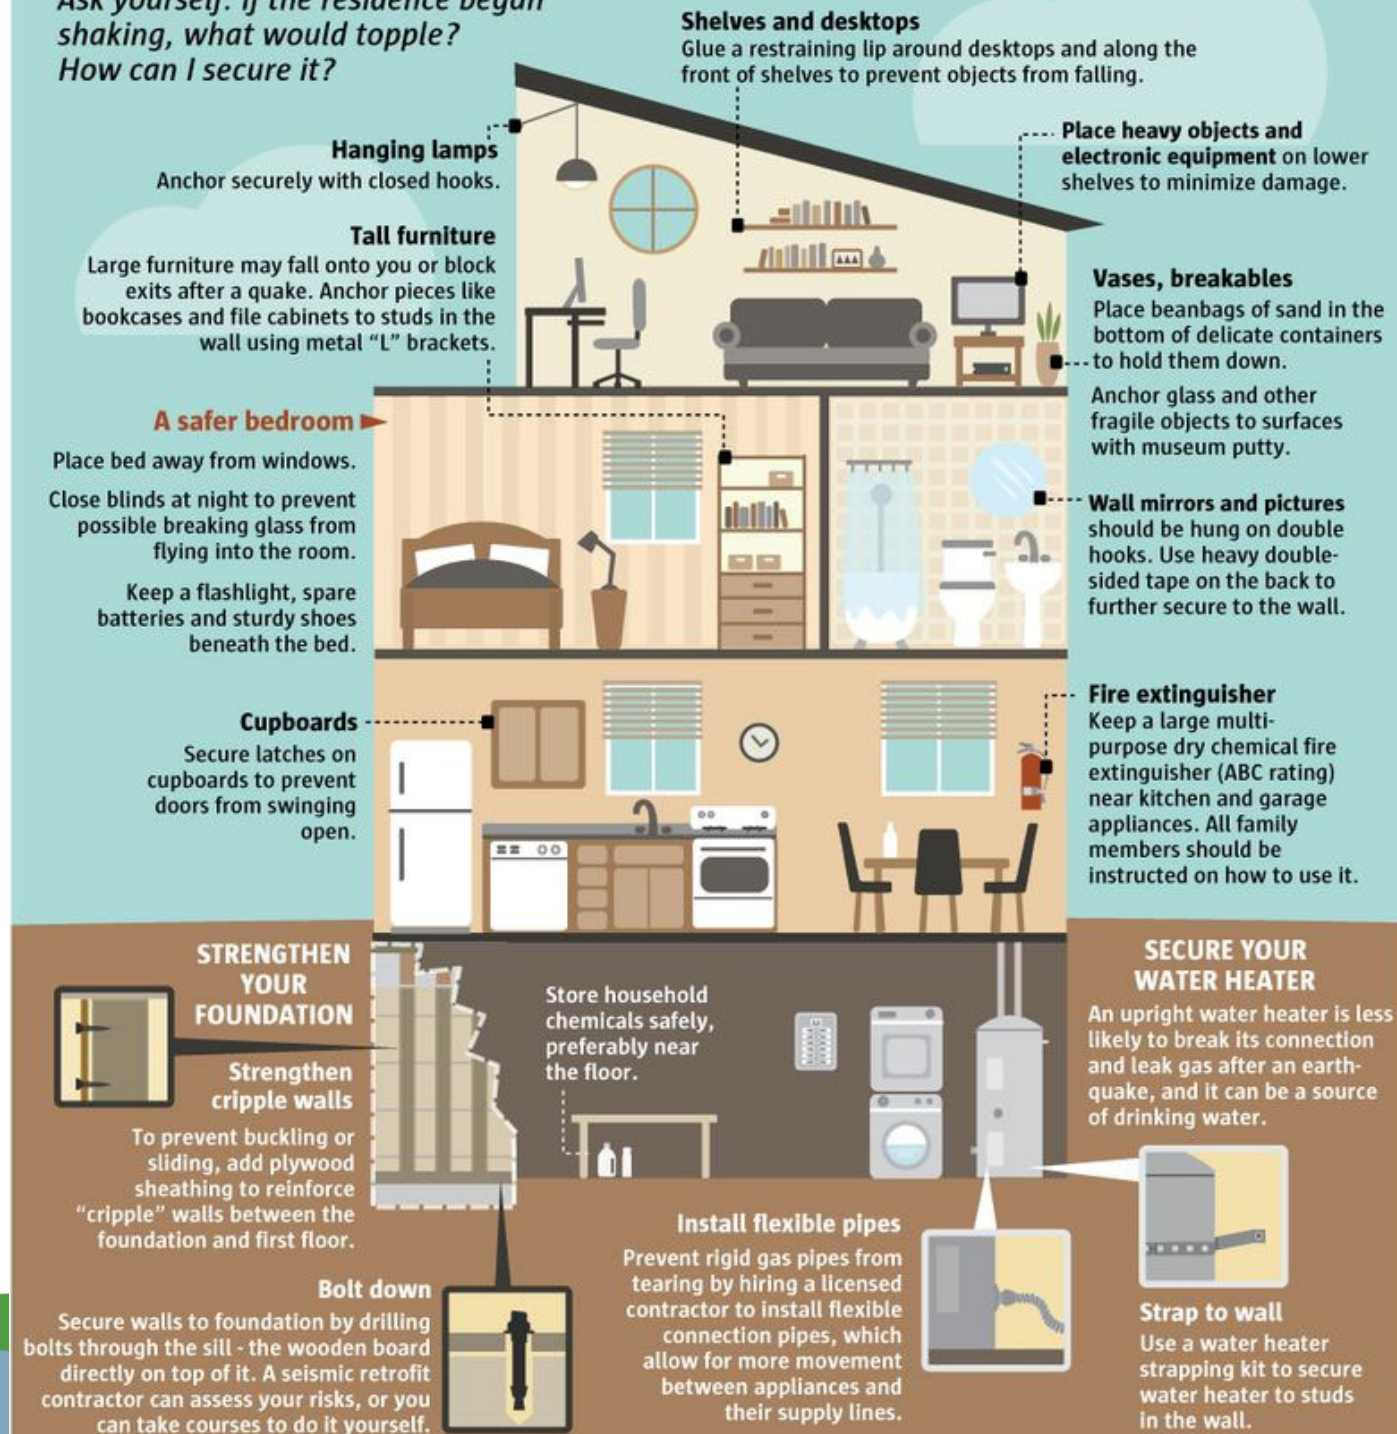 Ask yourself: If the residence began
shaking, what would topple?
How can I secure it?
Shelves and desktops
Glue a restraining lip around desktops and along the
front of shelves to prevent objects from falling.
Hanging lamps
Anchor securely with closed hooks.
Place heavy objects and
electronic equipment on lower
shelves to minimize damage.
Tall furniture
Large furniture may fall onto you or block
exits after a quake. Anchor pieces like
bookcases and file cabinets to studs in the
wall using metal “L” brackets.
Vases, breakables
Place beanbags of sand in the
bottom of delicate containers
to hold them down.
Anchor glass and other
fragile objects to surfaces
with museum putty.
A safer bedroom
Place bed away from windows.
Close blinds at night to prevent
possible breaking glass from
flying into the room.
Keep a flashlight, spare
batteries and sturdy shoes
beneath the bed.
Wall mirrors and pictures
should be hung on double
hooks. Use heavy double-
sided tape on the back to
further secure to the wall.
Cupboards
Secure latches on
cupboards to prevent
doors from swinging
open.
Fire extinguisher
Keep a large multi-
purpose dry chemical fire
extinguisher (ABC rating)
near kitchen and garage
appliances. All family
members should be
instructed on how to use it.
STRENGTHEN
YOUR
FOUNDATION
Strengthen
cripple walls
To prevent buckling or
sliding, add plywood
sheathing to reinforce
“cripple” walls between the
foundation and first floor.
Bolt down
Secure walls to foundation by drilling
bolts through the sill - the wooden board
directly on top of it. A seismic retrofit
contractor can assess your risks, or you
can take courses to do it yourself.
Store household
chemicals safely,
preferably near
the floor.
Install flexible pipes
Prevent rigid gas pipes from
tearing by hiring a licensed
contractor to install flexible
connection pipes, which
allow for more movement
between appliances and
their supply lines.
SECURE YOUR
WATER HEATER
An upright water heater is less
likely to break its connection
and leak gas after an earth-
quake, and it can be a source
of drinking water.
Strap to wall
Use a water heater
strapping kit to secure
water heater to studs
in the wall.